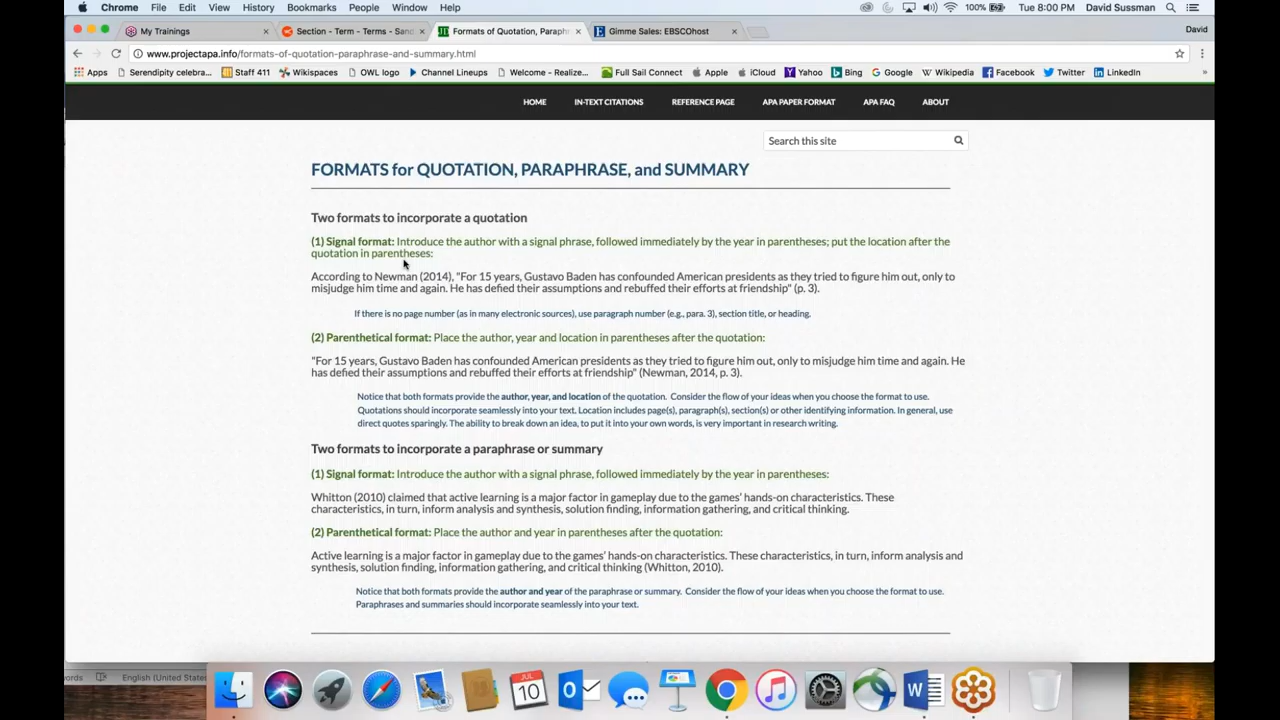 Chrome File Edit View History Bookmarks People Window Help 100% Tue 8:00 PM David Sussman
My Trainings Section - Term - Terms - Sand Formats of Quotation, Paraph Gimme Sales: EBSCOhost David
www.projectapa.info/formats-of-quotation-paraphrase-and-summary.html
Apps Serendipity celebra... Staff 411 Wikispaces OWL logo Channel Lineups Welcome - Realize... Full Sail Connect Apple iCloud Yahoo Bing Google Wikipedia Facebook Twitter LinkedIn »
HOME IN-TEXT CITATIONS REFERENCE PAGE APA PAPER FORMAT APA FAQ ABOUT
Search this site
FORMATS for QUOTATION, PARAPHRASE, and SUMMARY
Two formats to incorporate a quotation
(1) Signal format: Introduce the author with a signal phrase, followed immediately by the year in parentheses; put the location after the
quotation in parentheses:
According to Newman (2014), "For 15 years, Gustavo Baden has confounded American presidents as they tried to figure him out, only to
misjudge him time and again. He has defied their assumptions and rebuffed their efforts at friendship" (p. 3).
If there is no page number (as in many electronic sources), use paragraph number (e.g., para. 3), section title, or heading.
(2) Parenthetical format: Place the author, year and location in parentheses after the quotation:
"For 15 years, Gustavo Baden has confounded American presidents as they tried to figure him out, only to misjudge him time and again. He
has defied their assumptions and rebuffed their efforts at friendship" (Newman, 2014, p. 3).
Notice that both formats provide the author, year, and location of the quotation. Consider the flow of your ideas when you choose the format to use.
Quotations should incorporate seamlessly into your text. Location includes page(s), paragraph(s), section(s) or other identifying information. In general, use
direct quotes sparingly. The ability to break down an idea, to put it into your own words, is very important in research writing.
Two formats to incorporate a paraphrase or summary
(1) Signal format: Introduce the author with a signal phrase, followed immediately by the year in parentheses:
Whitton (2010) claimed that active learning is a major factor in gameplay due to the games' hands-on characteristics. These
characteristics, in turn, inform analysis and synthesis, solution finding, information gathering, and critical thinking.
(2) Parenthetical format: Place the author and year in parentheses after the quotation:
Active learning is a major factor in gameplay due to the games' hands-on characteristics. These characteristics, in turn, inform analysis and
synthesis, solution finding, information gathering, and critical thinking (Whitton, 2010).
Notice that both formats provide the author and year of the paraphrase or summary. Consider the flow of your ideas when you choose the format to use.
Paraphrases and summaries should incorporate seamlessly into your text.
English (United States
JUL
10